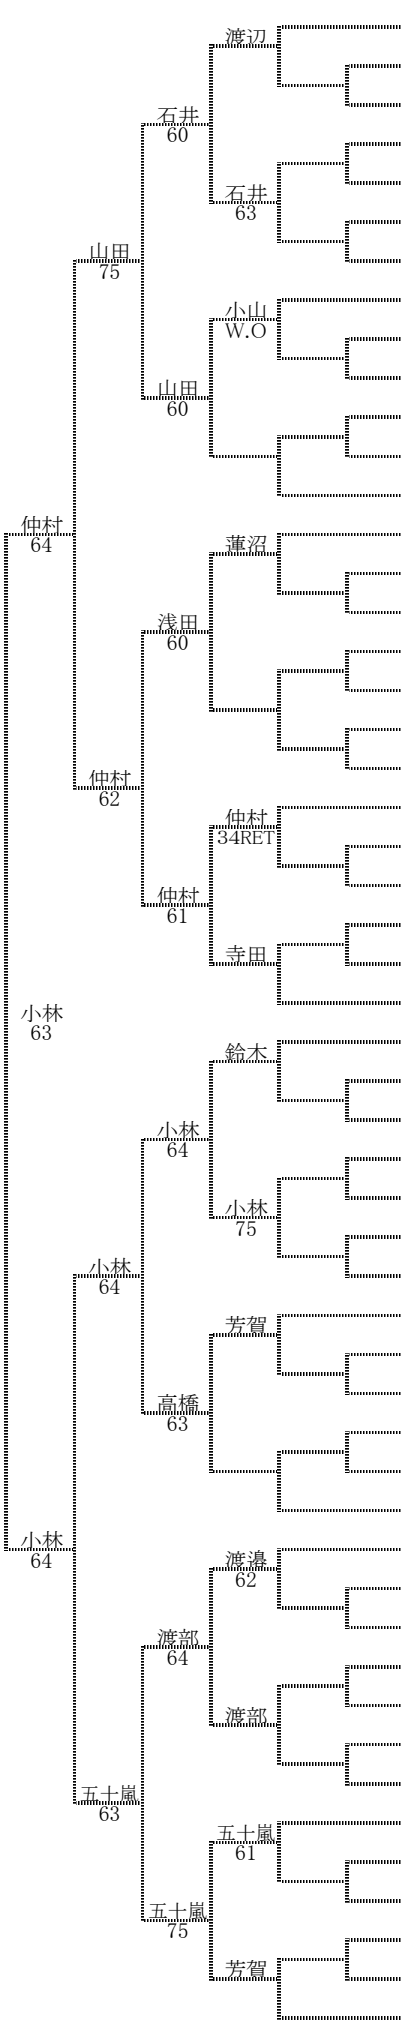 渡辺
石井
60
石井
63
山田
75
小山
W.O
山田
60
仲村
64
蓮沼
浅田
60
仲村
62
仲村
34RET
仲村
61
寺田
小林
63
鈴木
小林
64
小林
75
小林
64
芳賀
高橋
63
小林
64
渡邉
62
渡部
64
渡部
五十嵐
63
五十嵐
61
五十嵐
75
芳賀